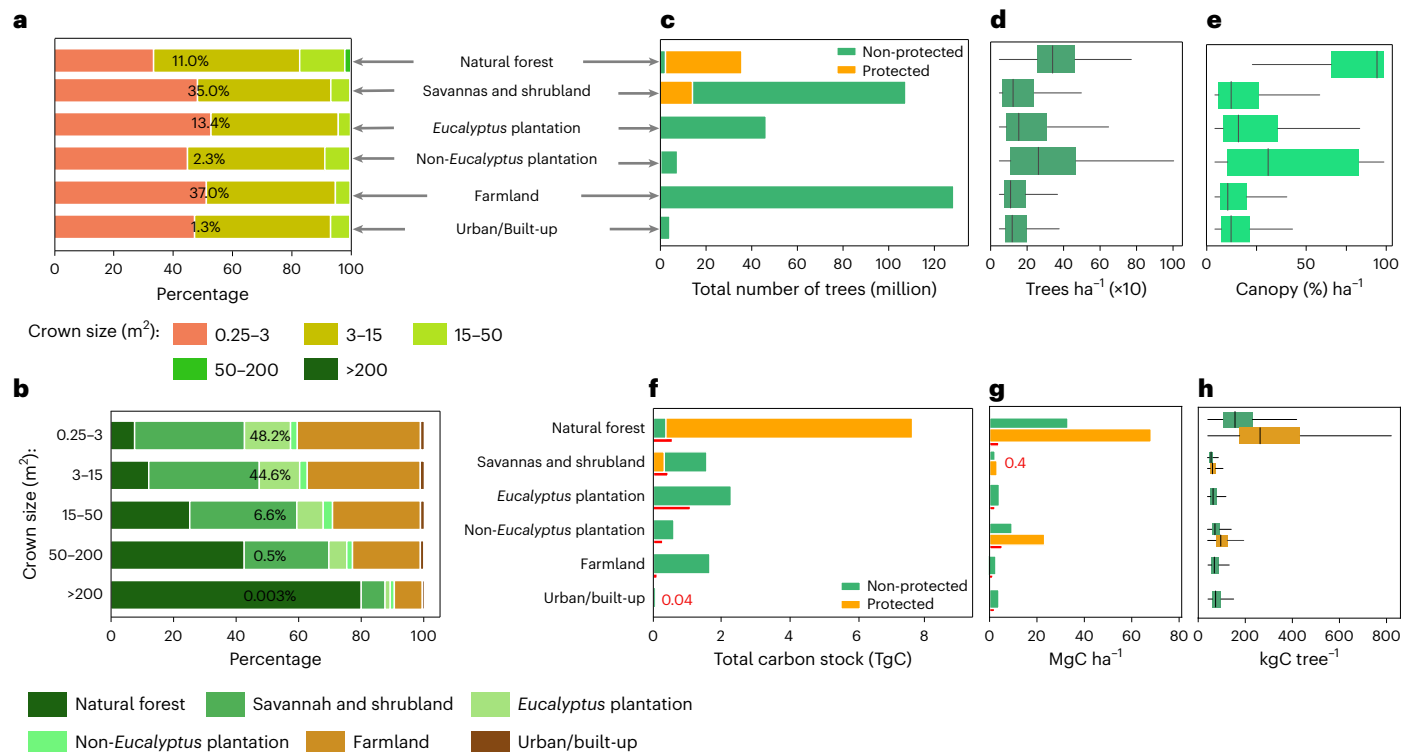 a
11.0%
35.0%
13.4%
2.3%
37.0%
1.3%
0 20 40 60 80 100
Percentage
Natural forest
Savannas and shrubland
Eucalyptus plantation
Non-Eucalyptus plantation
Farmland
Urban/Built-up
c
Non-protected
Protected
0 20 40 60 80 100 120
Total number of trees (million)
d
0 20 40 60 80 100
Trees ha⁻¹ (×10)
e
0 50 100
Canopy (%) ha⁻¹
Crown size (m²):
0.25–3
3–15
15–50
50–200
>200
b
Crown size (m²):
0.25–3
3–15
15–50
50–200
>200
48.2%
44.6%
6.6%
0.5%
0.003%
0 20 40 60 80 100
Percentage
f
Natural forest
Savannas and shrubland
Eucalyptus plantation
Non-Eucalyptus plantation
Farmland
Urban/built-up
0.04
Non-protected
Protected
0 2 4 6 8
Total carbon stock (TgC)
g
0.4
0 20 40 60 80
MgC ha⁻¹
h
200 400 600 800
kgC tree⁻¹
Natural forest
Savannah and shrubland
Eucalyptus plantation
Non-Eucalyptus plantation
Farmland
Urban/built-up